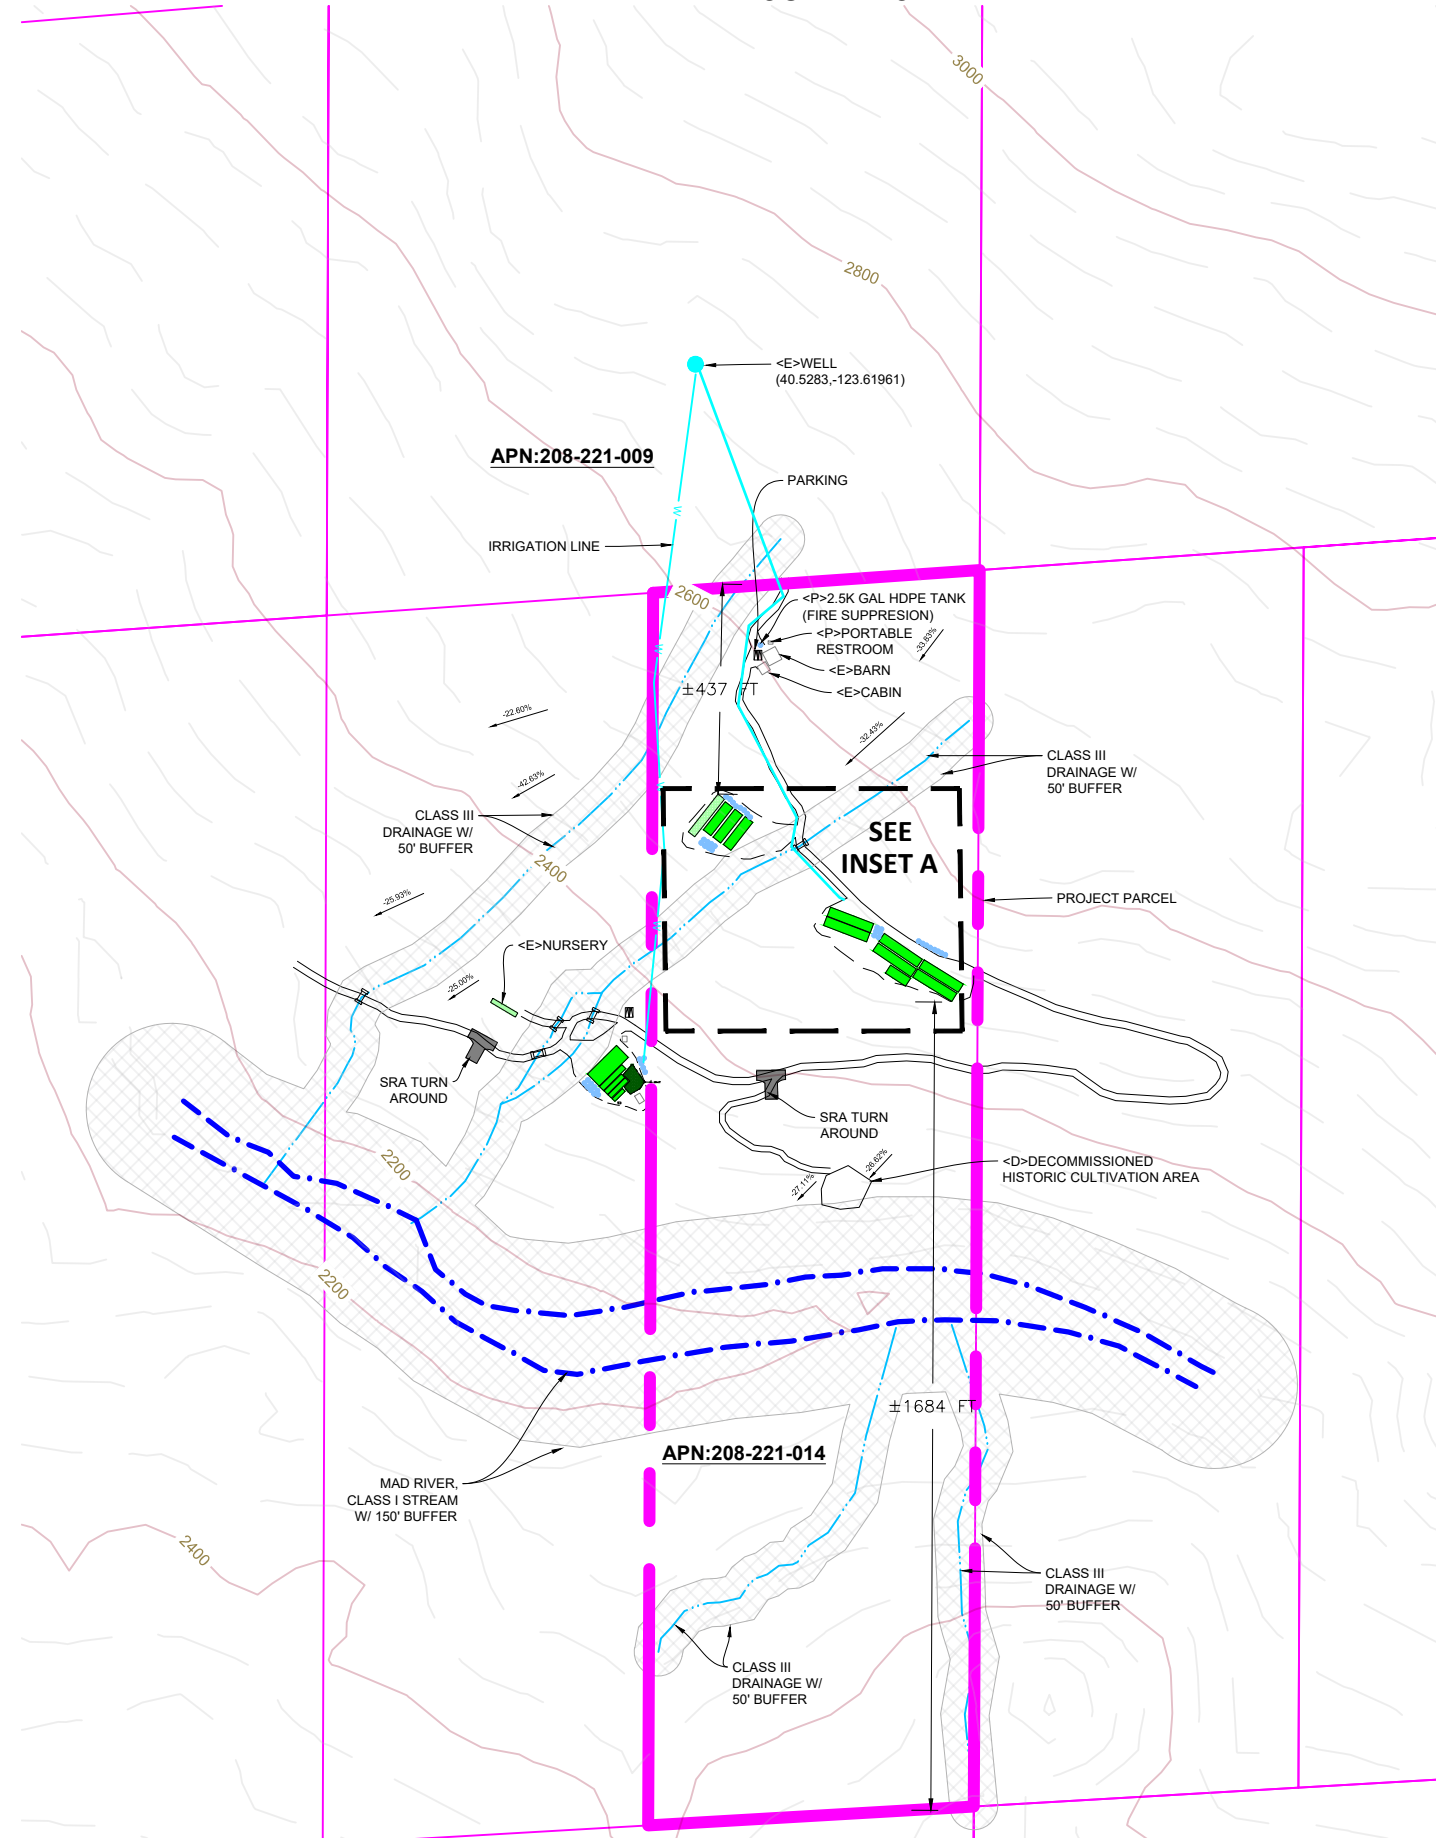 3000
2800
<E>WELL
(40.5283,-123.61961)
APN:208-221-009
PARKING
W
IRRIGATION LINE
2600
<P>2.5K GAL HDPE TANK
(FIRE SUPPRESION)
<P>PORTABLE
RESTROOM
-33.83%
W
<E>BARN
±437 FT
<E>CABIN
-22.60%
-32.43%
CLASS III
DRAINAGE W/
50' BUFFER
-42.63%
CLASS III
DRAINAGE W/
50' BUFFER
SEE
INSET A
2400
-25.93%
PROJECT PARCEL
W
<E>NURSERY
-25.00%
SRA TURN
AROUND
SRA TURN
AROUND
2200
-26.62%
<D>DECOMMISSIONED
HISTORIC CULTIVATION AREA
-27.11%
2200
±1684 FT
APN:208-221-014
MAD RIVER,
CLASS I STREAM
W/ 150' BUFFER
2400
CLASS III
DRAINAGE W/
50' BUFFER
CLASS III
DRAINAGE W/
50' BUFFER